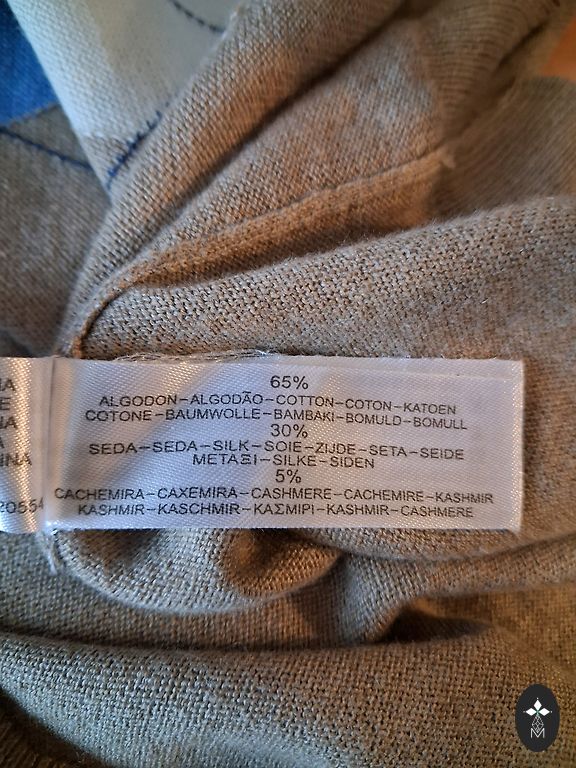 65%
ALGODON-ALGODÃO-COTTON-COTON-KATOEN
COTONE-BAUMWOLLE-BAMBAKI-BOMULD-BOMULL
30%
SEDA-SEDA-SILK-SOIE-ZIJDE-SETA-SEIDE
ΜΕΤΑΞΙ-SILKE-SIDEN
5%
CACHEMIRA-CAXEMIRA-CASHMERE-CACHEMIRE-KASHMIR
KASHMIR-KASCHMIR-ΚΑΣΜΙΡΙ-KASHMIR-CASHMERE
M